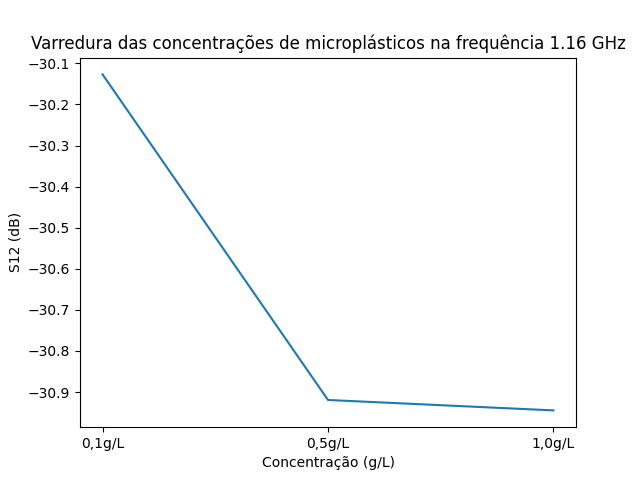 Varredura das concentrações de microplásticos na frequência 1.16 GHz
−30.1
−30.2
−30.3
−30.4
−30.5
−30.6
−30.7
−30.8
−30.9
S12 (dB)
0,1g/L 0,5g/L 1,0g/L
Concentração (g/L)